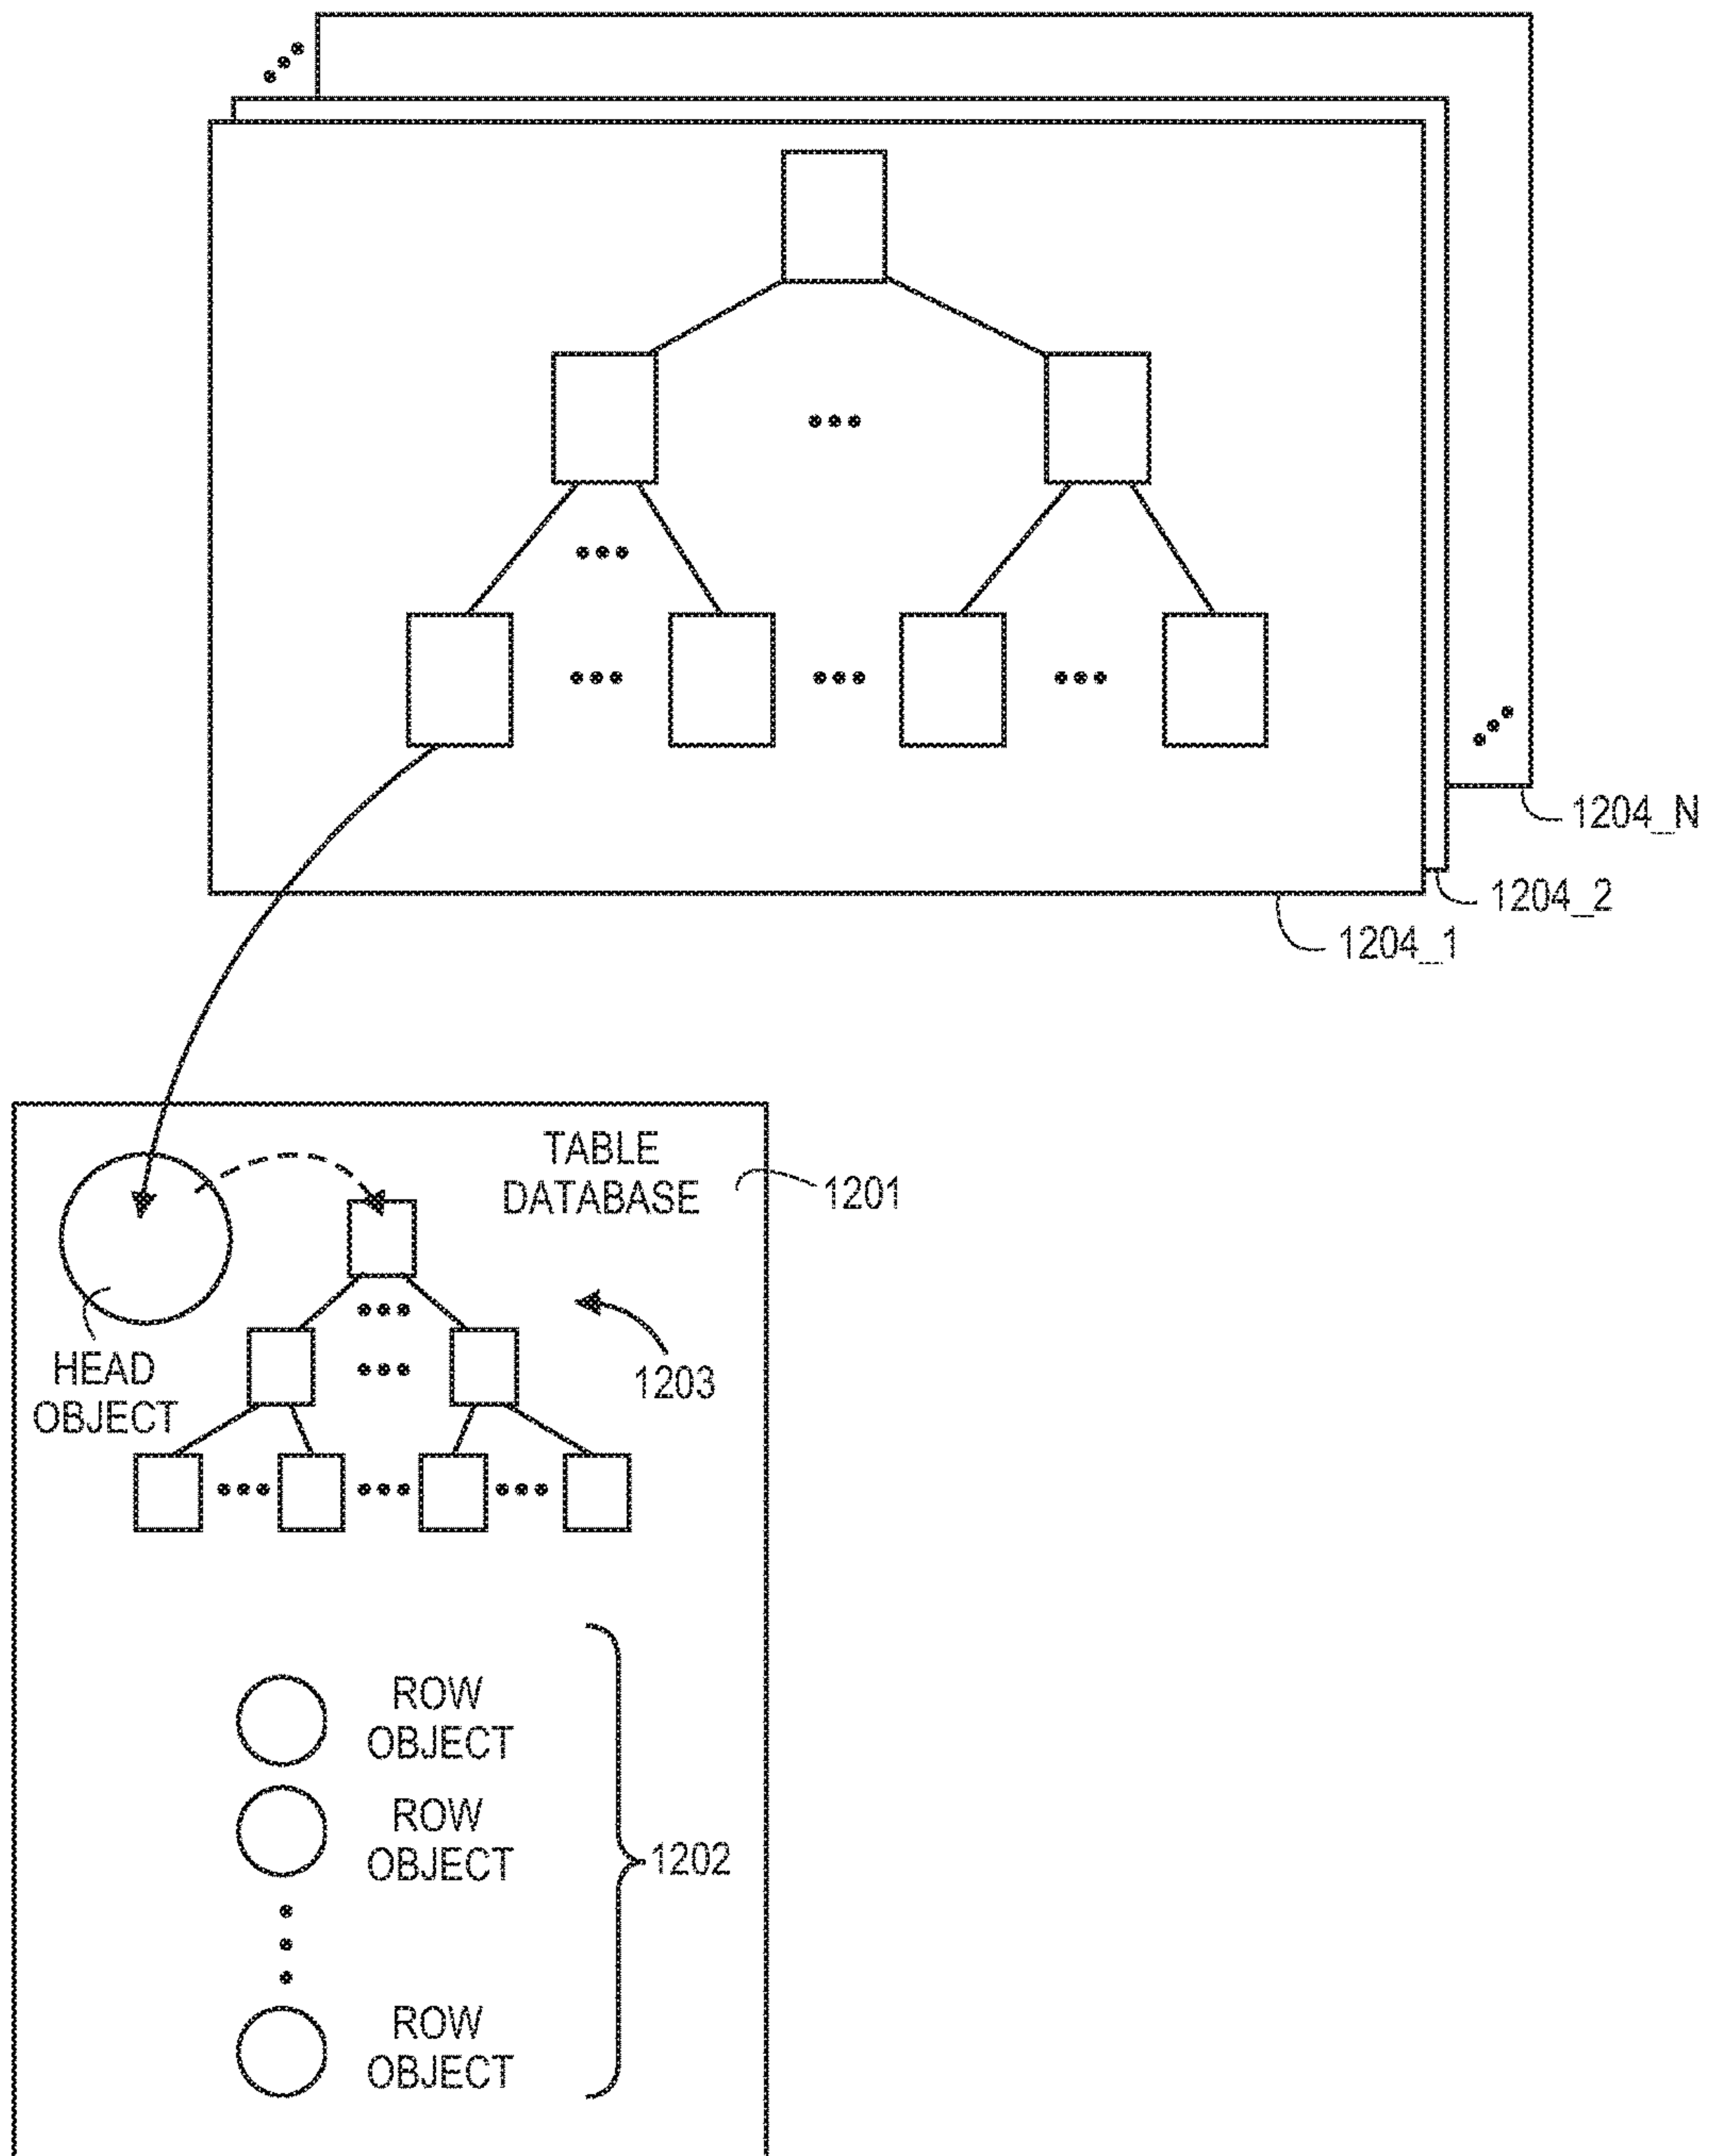 1204_N
1204_2
1204_1
TABLE
DATABASE
1201
HEAD
OBJECT
1203
ROW
OBJECT
ROW
OBJECT
1202
ROW
OBJECT